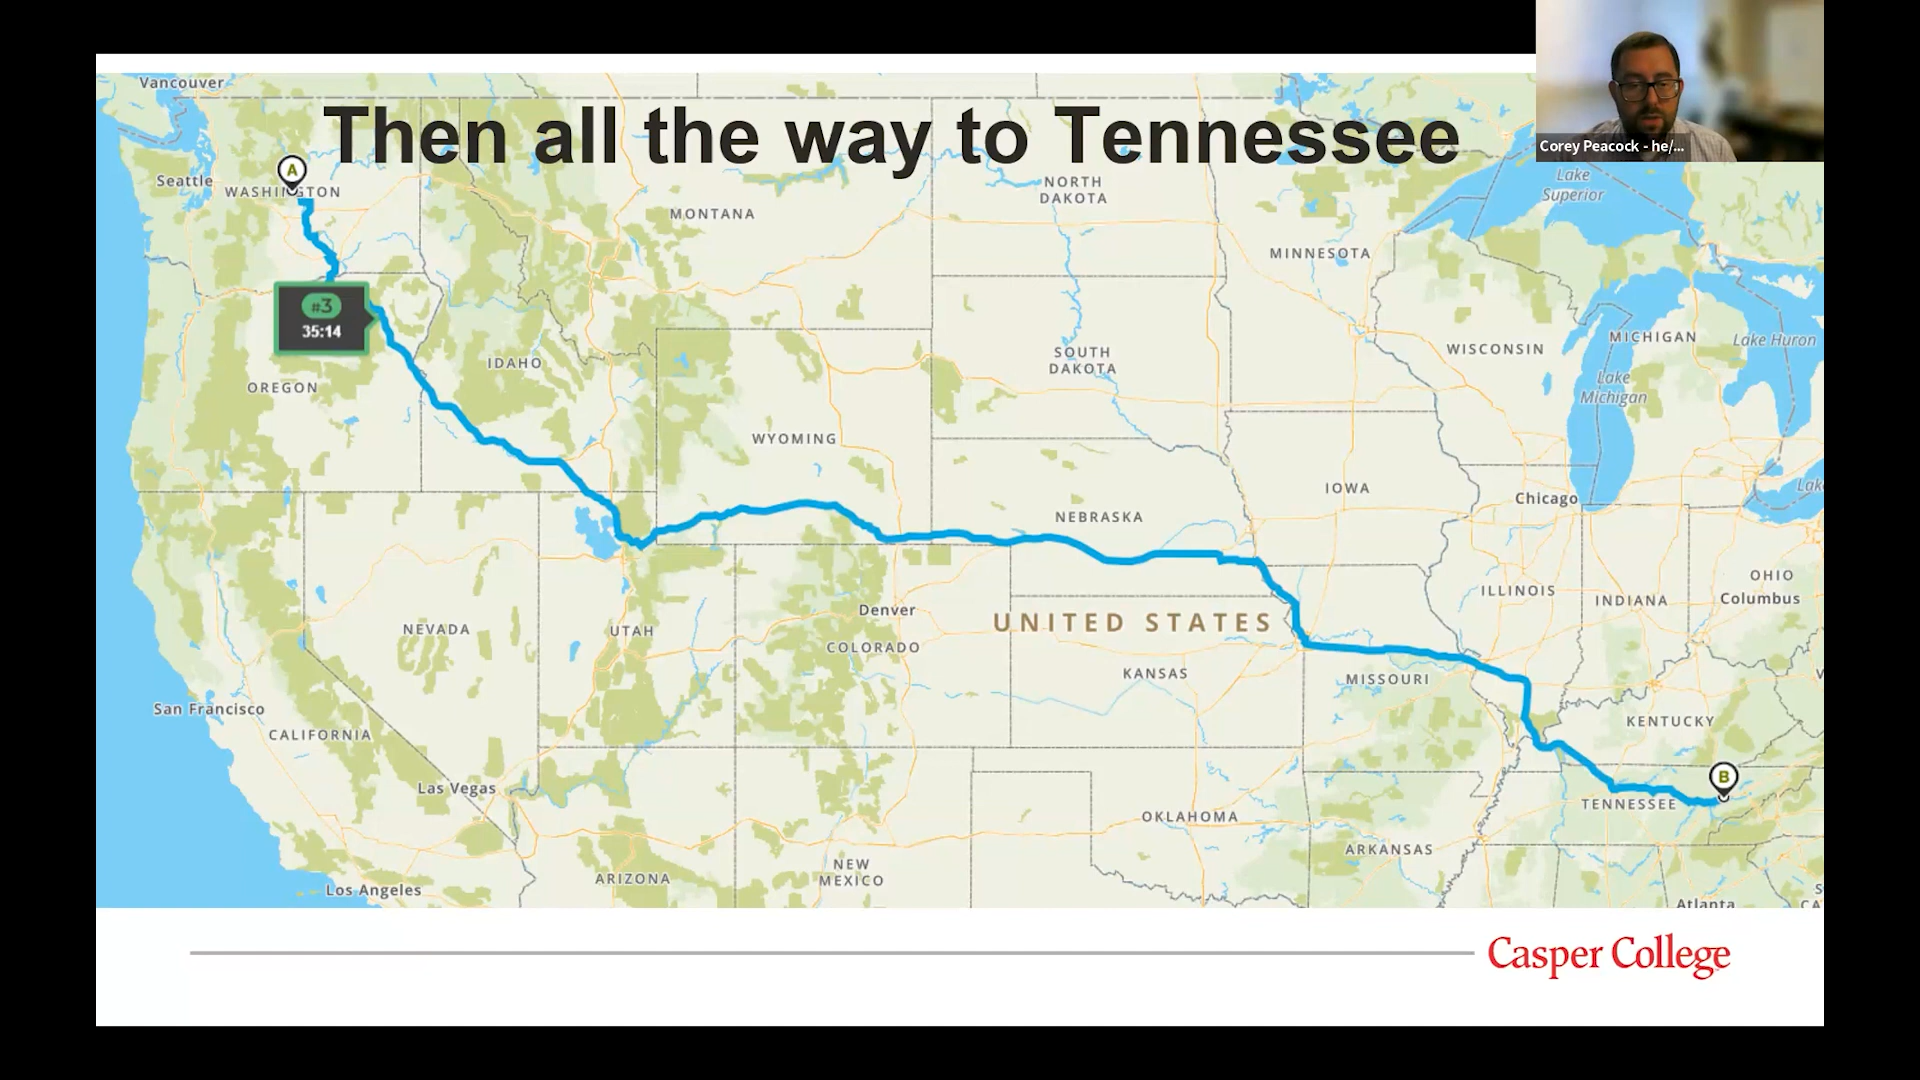 Then all the way to Tennessee
Corey Peacock - he/...
Vancouver
Seattle
A
WASHINGTON
MONTANA
NORTH
DAKOTA
MINNESOTA
Lake
Superior
#3
35:14
OREGON
IDAHO
SOUTH
DAKOTA
WISCONSIN
MICHIGAN
Lake Huron
Lake
Michigan
WYOMING
IOWA
Chicago
Lak
NEBRASKA
NEVADA
UTAH
Denver
COLORADO
UNITED STATES
KANSAS
ILLINOIS
INDIANA
OHIO
Columbus
MISSOURI
San Francisco
CALIFORNIA
KENTUCKY
Las Vegas
B
TENNESSEE
OKLAHOMA
ARKANSAS
Los Angeles
ARIZONA
NEW
MEXICO
Atlanta
S
CA
Casper College